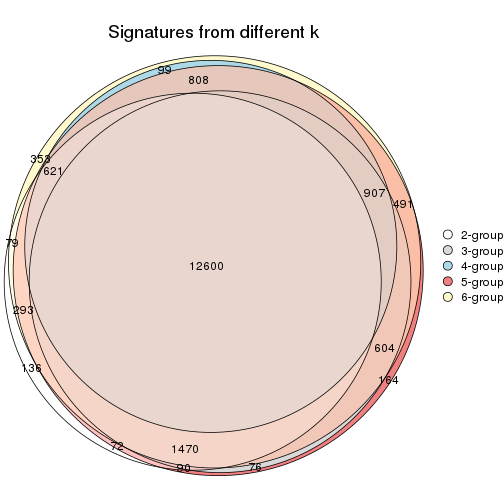 Signatures from different k
99
808
353
621
907
491
79
12600
293
604
136
164
72
1470
90
76
2-group
3-group
4-group
5-group
6-group